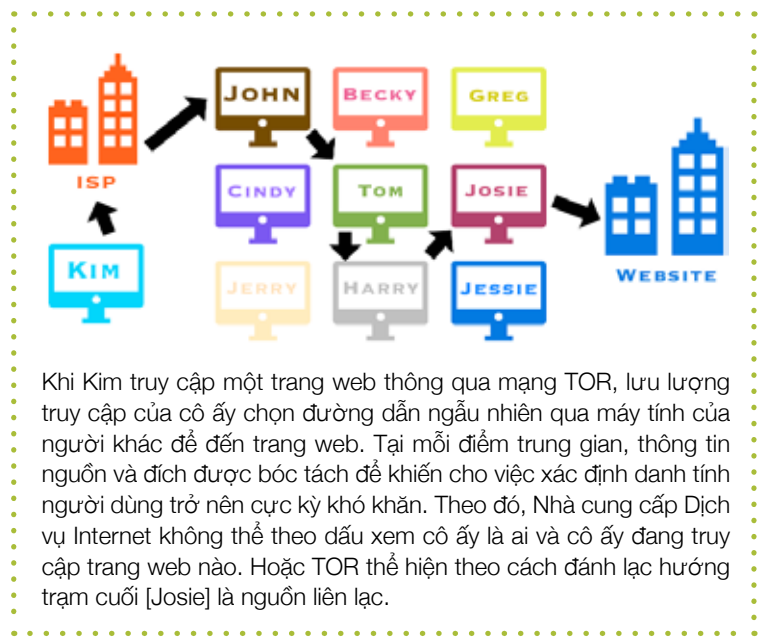 JOHN BECKY GREG
ISP
CINDY TOM JOSIE
KIM
JERRY HARRY JESSIE
WEBSITE
Khi Kim truy cập một trang web thông qua mạng TOR, lưu lượng
truy cập của cô ấy chọn đường dẫn ngẫu nhiên qua máy tính của
người khác để đến trang web. Tại mỗi điểm trung gian, thông tin
nguồn và đích được bóc tách để khiến cho việc xác định danh tính
người dùng trở nên cực kỳ khó khăn. Theo đó, Nhà cung cấp Dịch
vụ Internet không thể theo dấu xem cô ấy là ai và cô ấy đang truy
cập trang web nào. Hoặc TOR thể hiện theo cách đánh lạc hướng
trạm cuối [Josie] là nguồn liên lạc.